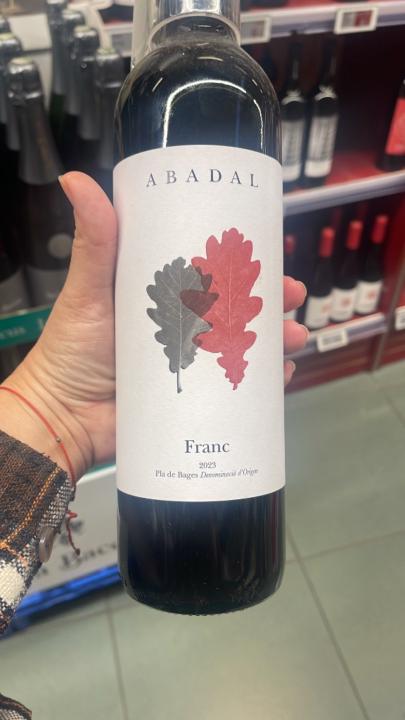 ABADAL
Franc
2023
Pla de Bages Denominació d'Origen